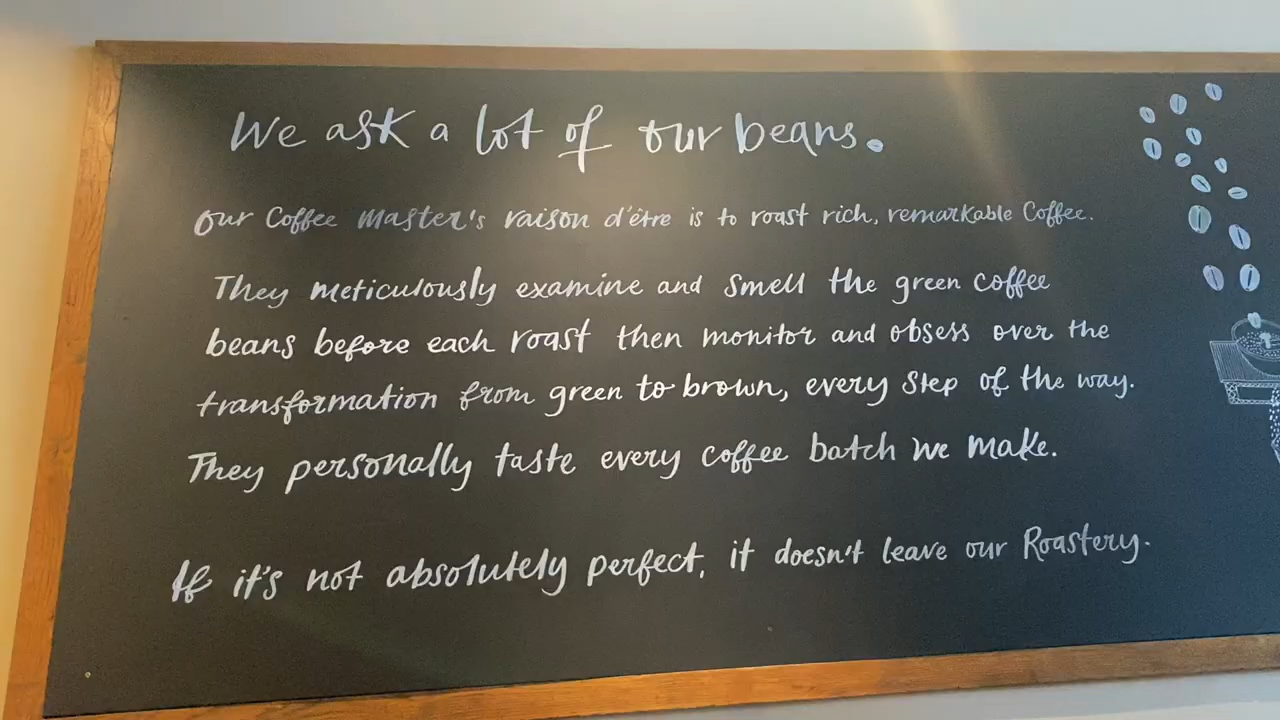 We ask a lot of our beans.
Our Coffee Master's raison d'être is to roast rich, remarkable Coffee.
They meticulously examine and smell the green coffee
beans before each roast then monitor and obsess over the
transformation from green to brown, every step of the way.
They personally taste every coffee batch we make.
If it's not absolutely perfect, it doesn't leave our Roastery.